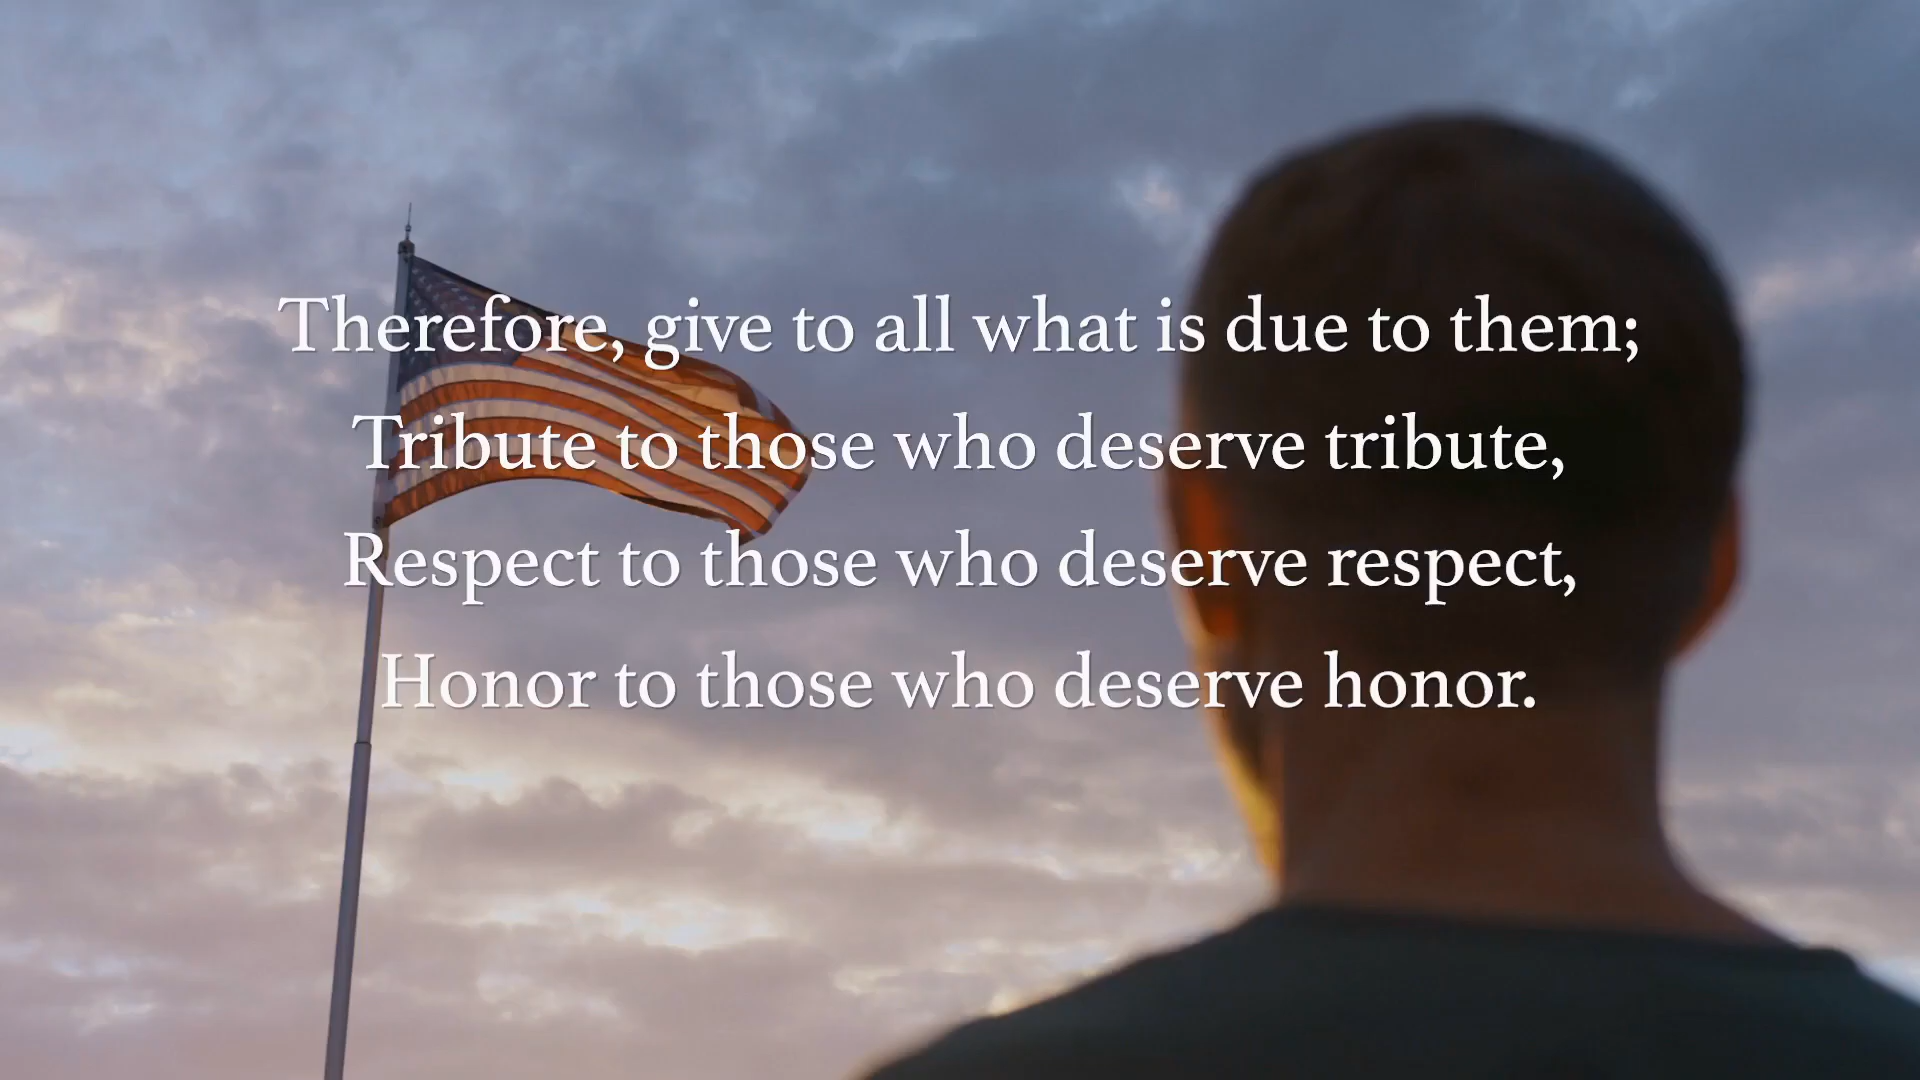 Therefore, give to all what is due to them;
Tribute to those who deserve tribute,
Respect to those who deserve respect,
Honor to those who deserve honor.